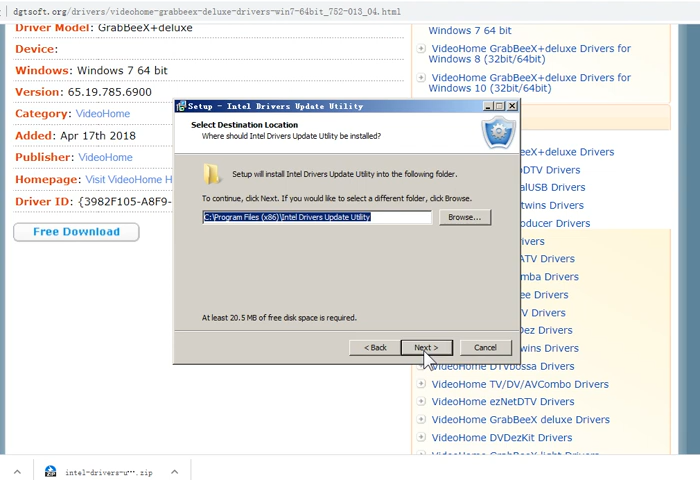 dgtsoft.org/drivers/videohome-grabbeex-deluxe-drivers-win7-64bit_752-013_04.html
Driver Model: GrabBeeX+Deluxe
Device:
Windows: Windows 7 64 bit
Version: 65.19.785.6900
Category: VideoHome
Added: Apr 17th 2018
Publisher: VideoHome
Homepage: Visit VideoHome H
Driver ID: {3982F105-A8F9-
Free Download
Setup - Intel Drivers Update Utility
Select Destination Location
Where should Intel Drivers Update Utility be installed?
Setup will install Intel Drivers Update Utility into the following folder.
To continue, click Next. If you would like to select a different folder, click Browse.
C:\Program Files (x86)\Intel Drivers Update Utility
Browse...
At least 20.5 MB of free disk space is required.
< Back
Next >
Cancel
Windows 7 64 bit
VideoHome GrabBeeX+deluxe Drivers for
Windows 8 (32bit/64bit)
VideoHome GrabBeeX+deluxe Drivers for
Windows 10 (32bit/64bit)
eX+deluxe Drivers
DTV Drivers
alUSB Drivers
twins Drivers
oducer Drivers
ivers
ATV Drivers
mba Drivers
ee Drivers
TV Drivers
Dez Drivers
wins Drivers
VideoHome DTVbossa Drivers
VideoHome TV/DV/AVCombo Drivers
VideoHome ezNetDTV Drivers
VideoHome GrabBeeX deluxe Drivers
VideoHome DVDezKit Drivers
VideoHome GrabBeeX light Drivers
intel-drivers-u....zip